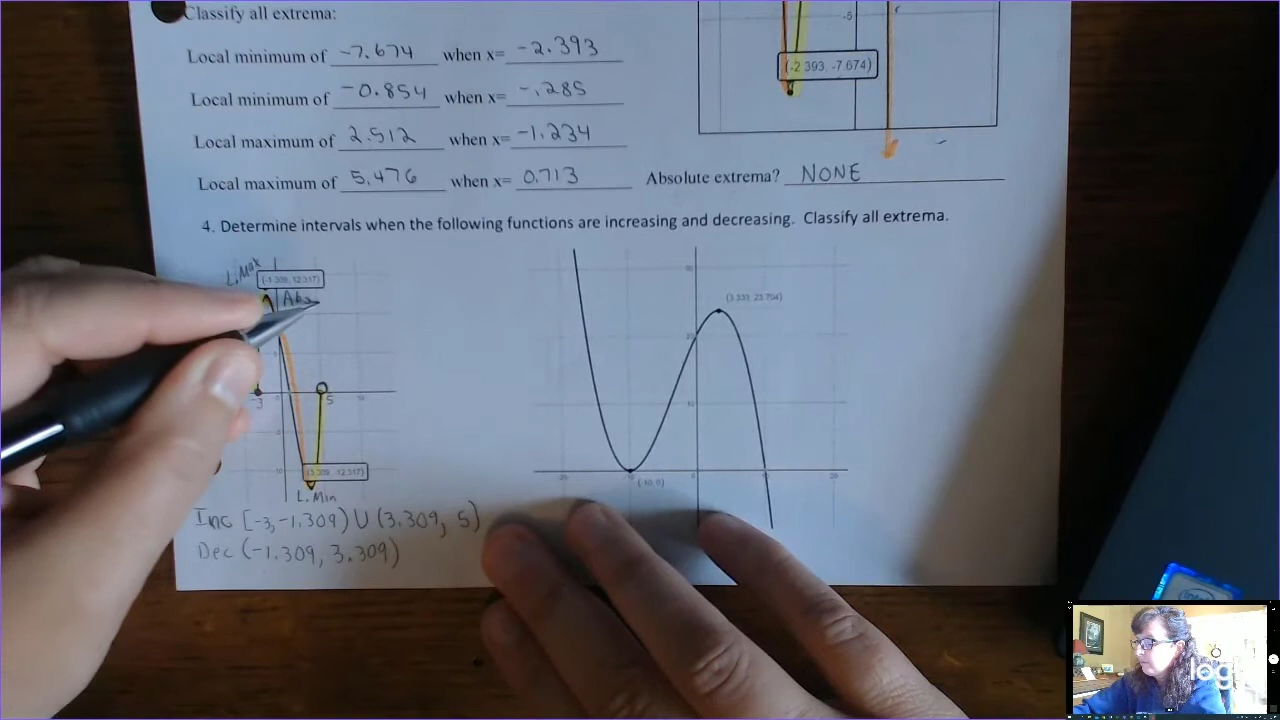 Classify all extrema:
Local minimum of -7.674 when x= -2.393
Local minimum of -0.854 when x= -.285
Local maximum of 2.512 when x= -1.234
Local maximum of 5.476 when x= 0.713 Absolute extrema? NONE
-5
(-2.393, -7.674)
4. Determine intervals when the following functions are increasing and decreasing. Classify all extrema.
L. Max
(-1.309, 12.317)
Abs
-3
5
(3.309, -12.317)
L. Min
Inc [-3, -1.309) U (3.309, 5)
Dec (-1.309, 3.309)
(3.333, 23.704)
(-10, 0)